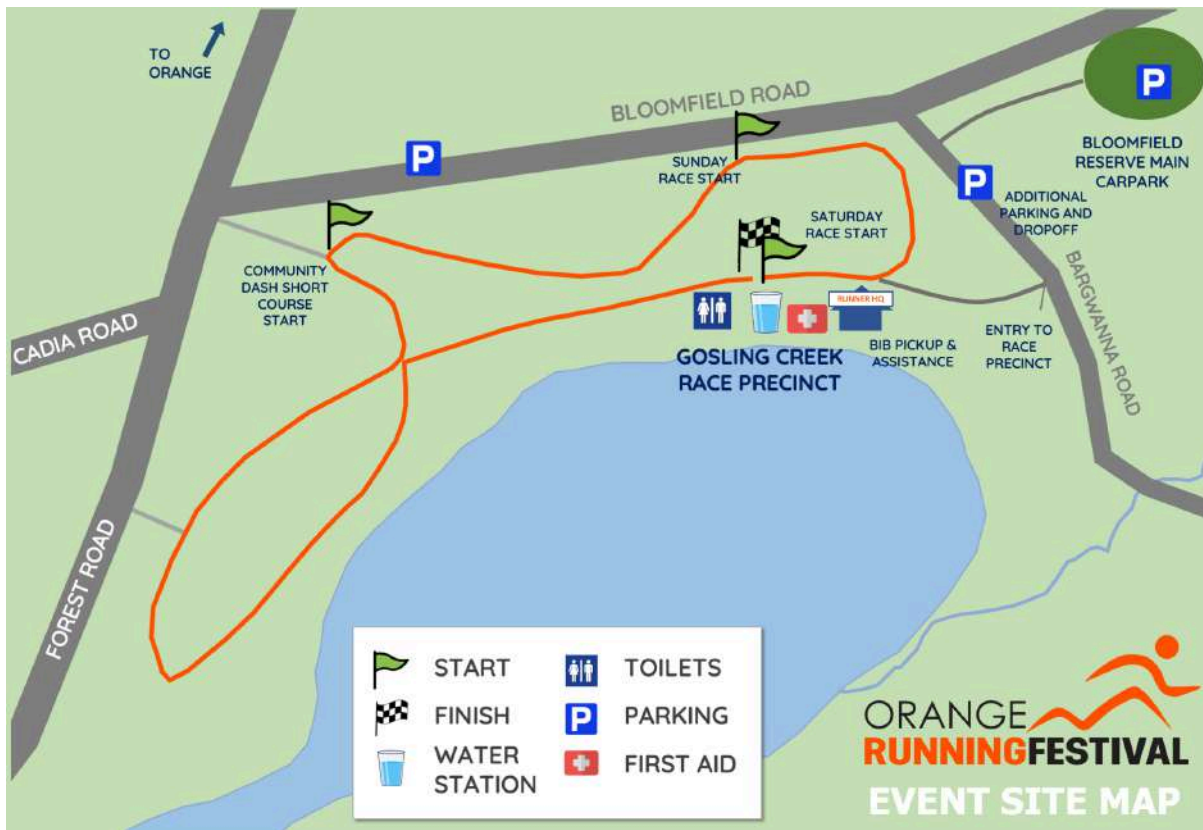 TO
ORANGE
BLOOMFIELD ROAD
P
P
P
BLOOMFIELD
RESERVE MAIN
CARPARK
SUNDAY
RACE START
ADDITIONAL
PARKING AND
DROPOFF
SATURDAY
RACE START
COMMUNITY
DASH SHORT
COURSE
START
RUNNER HQ
BARGWANNA ROAD
CADIA ROAD
GOSLING CREEK
RACE PRECINCT
BIB PICKUP &
ASSISTANCE
ENTRY TO
RACE
PRECINCT
FOREST ROAD
START
TOILETS
FINISH
P
PARKING
WATER
STATION
FIRST AID
ORANGE
RUNNINGFESTIVAL
EVENT SITE MAP